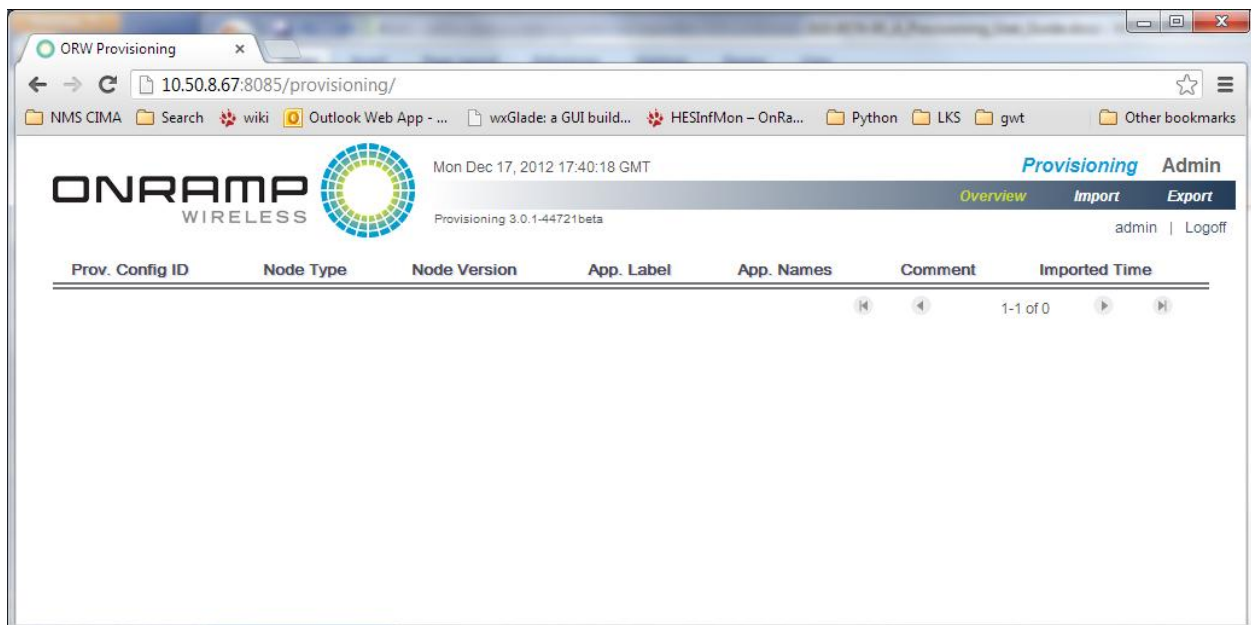 ORW Provisioning
10.50.8.67:8085/provisioning/
NMS CIMA Search wiki Outlook Web App - ... wxGlade: a GUI build... HESInfMon – OnRa... Python LKS gwt Other bookmarks
ONRAMP
WIRELESS
Mon Dec 17, 2012 17:40:18 GMT
Provisioning Admin
Overview Import Export
Provisioning 3.0.1-44721beta
admin | Logoff
Prov. Config ID Node Type Node Version App. Label App. Names Comment Imported Time
1-1 of 0